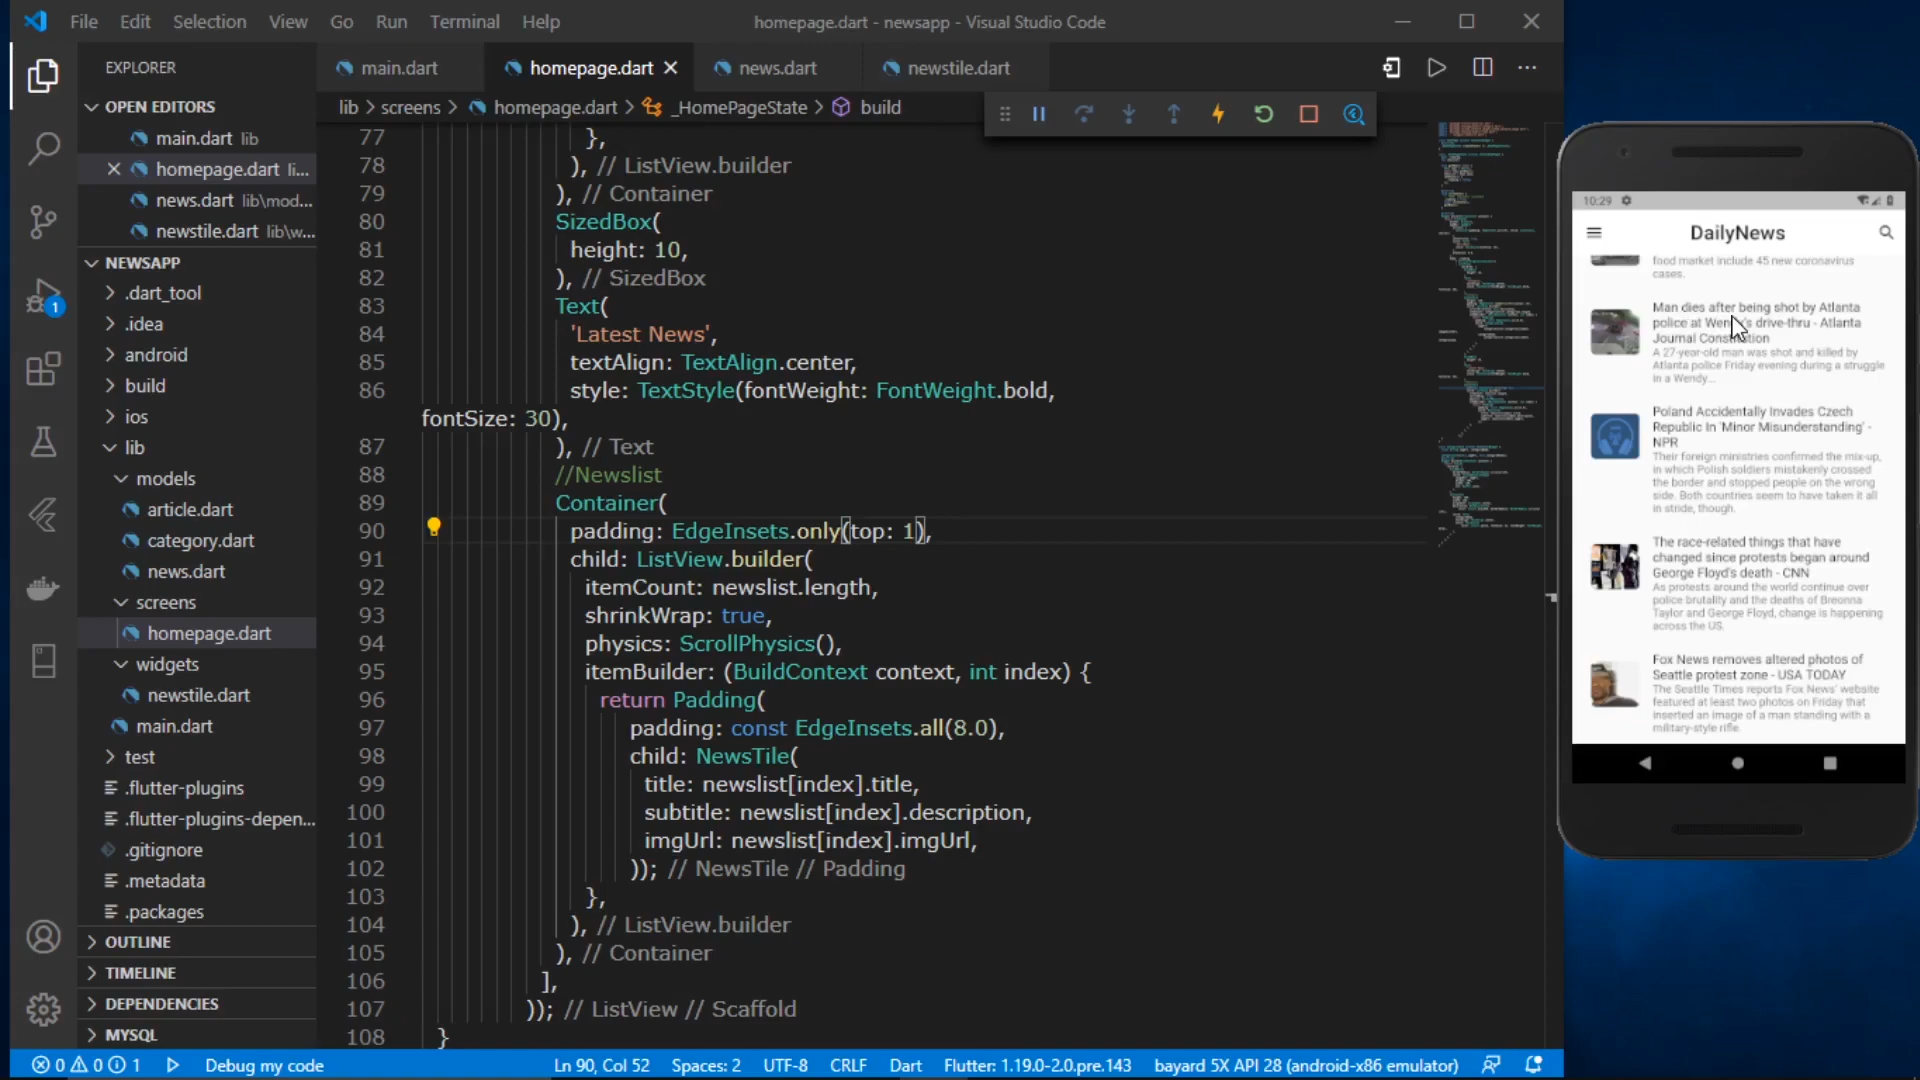 File Edit Selection View Go Run Terminal Help
homepage.dart - newsapp - Visual Studio Code
EXPLORER
main.dart
homepage.dart
news.dart
newstile.dart
OPEN EDITORS
main.dart lib
homepage.dart li...
news.dart lib\mod...
newstile.dart lib\w...
NEWSAPP
.dart_tool
.idea
android
build
ios
lib
models
article.dart
category.dart
news.dart
screens
homepage.dart
widgets
newstile.dart
main.dart
test
.flutter-plugins
.flutter-plugins-depen...
.gitignore
.metadata
.packages
OUTLINE
TIMELINE
DEPENDENCIES
MYSQL
1
lib > screens > homepage.dart > _HomePageState > build
77 },
78 ), // ListView.builder
79 ), // Container
80 SizedBox(
81 height: 10,
82 ), // SizedBox
83 Text(
84 'Latest News',
85 textAlign: TextAlign.center,
86 style: TextStyle(fontWeight: FontWeight.bold,
fontSize: 30),
87 ), // Text
88 //Newslist
89 Container(
90 padding: EdgeInsets.only(top: 1),
91 child: ListView.builder(
92 itemCount: newslist.length,
93 shrinkWrap: true,
94 physics: ScrollPhysics(),
95 itemBuilder: (BuildContext context, int index) {
96 return Padding(
97 padding: const EdgeInsets.all(8.0),
98 child: NewsTile(
99 title: newslist[index].title,
100 subtitle: newslist[index].description,
101 imgUrl: newslist[index].imgUrl,
102 )); // NewsTile // Padding
103 },
104 ), // ListView.builder
105 ), // Container
106 ],
107 )); // ListView // Scaffold
108 }
0 0 1 Debug my code
Ln 90, Col 52 Spaces: 2 UTF-8 CRLF Dart Flutter: 1.19.0-2.0.pre.143 bayard 5X API 28 (android-x86 emulator)
10:29
DailyNews
food market include 45 new coronavirus
cases.
Man dies after being shot by Atlanta
police at Wendy's drive-thru - Atlanta
Journal Constitution
A 27-year-old man was shot and killed by
Atlanta police Friday evening during a struggle
in a Wendy...
Poland Accidentally Invades Czech
Republic In 'Minor Misunderstanding' -
NPR
Their foreign ministries confirmed the mix-up,
in which Polish soldiers mistakenly crossed
the border and stopped people on the wrong
side. Both countries seem to have taken it all
in stride, though.
The race-related things that have
changed since protests began around
George Floyd's death - CNN
As protests around the world continue over
police brutality and the deaths of Breonna
Taylor and George Floyd, change is happening
across the US.
Fox News removes altered photos of
Seattle protest zone - USA TODAY
The Seattle Times reports Fox News' website
featured at least two photos on Friday that
inserted an image of a man standing with a
military-style rifle.